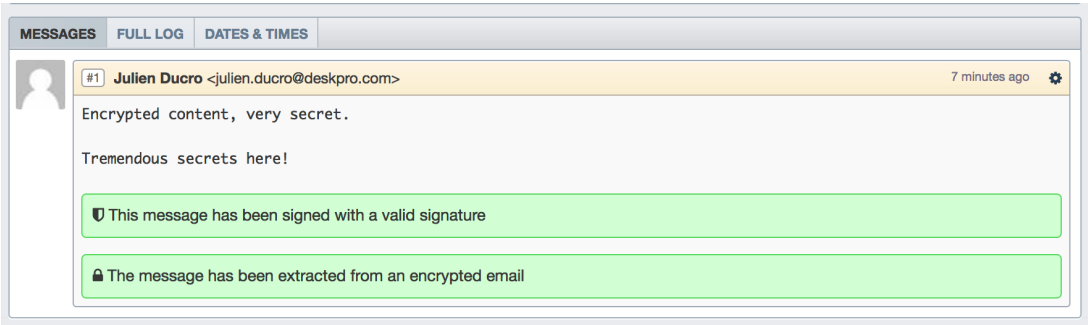 MESSAGES FULL LOG DATES & TIMES
#1 Julien Ducro <julien.ducro@deskpro.com> 7 minutes ago
Encrypted content, very secret.
Tremendous secrets here!
This message has been signed with a valid signature
The message has been extracted from an encrypted email